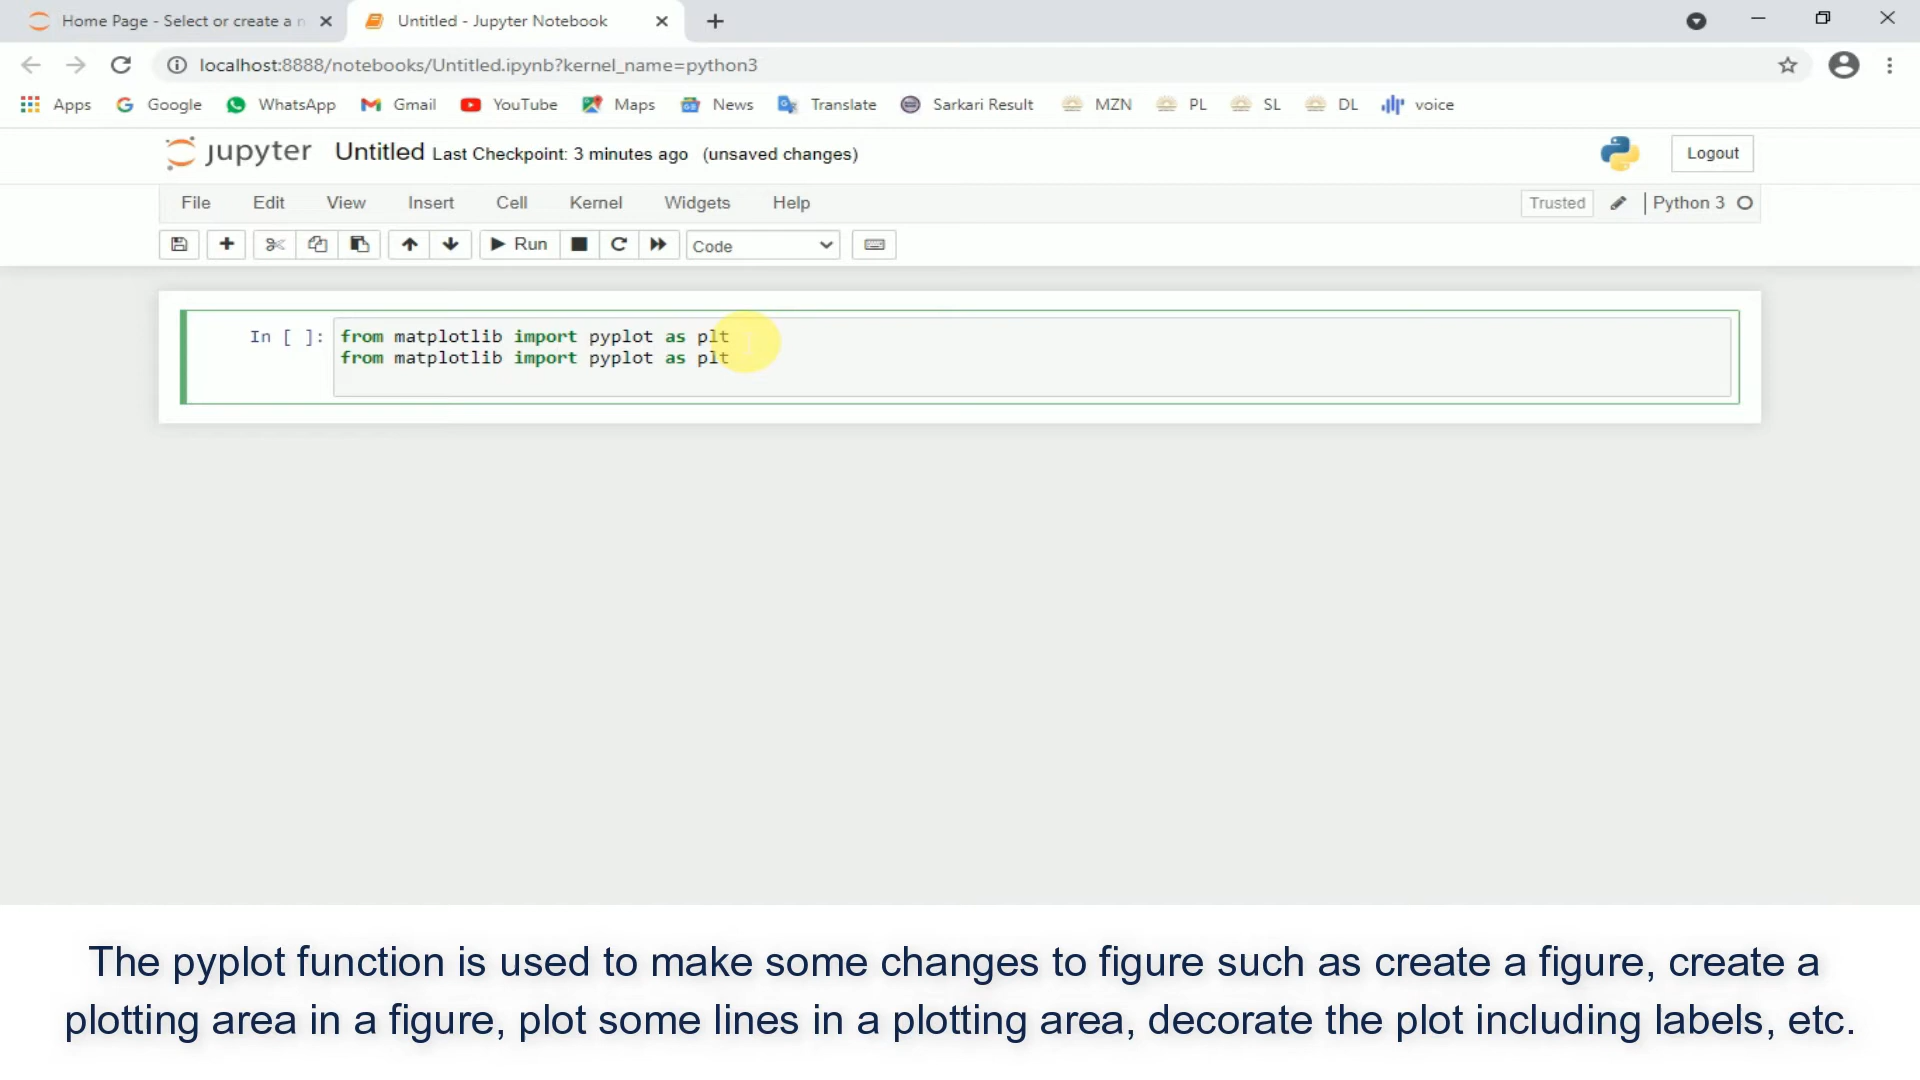 Home Page - Select or create a n
Untitled - Jupyter Notebook
localhost:8888/notebooks/Untitled.ipynb?kernel_name=python3
Apps Google WhatsApp Gmail YouTube Maps News Translate Sarkari Result MZN PL SL DL voice
jupyter Untitled Last Checkpoint: 3 minutes ago (unsaved changes)
Logout
File Edit View Insert Cell Kernel Widgets Help
Trusted Python 3
Run Code
In [ ]: from matplotlib import pyplot as plt
from matplotlib import pyplot as plt
The pyplot function is used to make some changes to figure such as create a figure, create a
plotting area in a figure, plot some lines in a plotting area, decorate the plot including labels, etc.